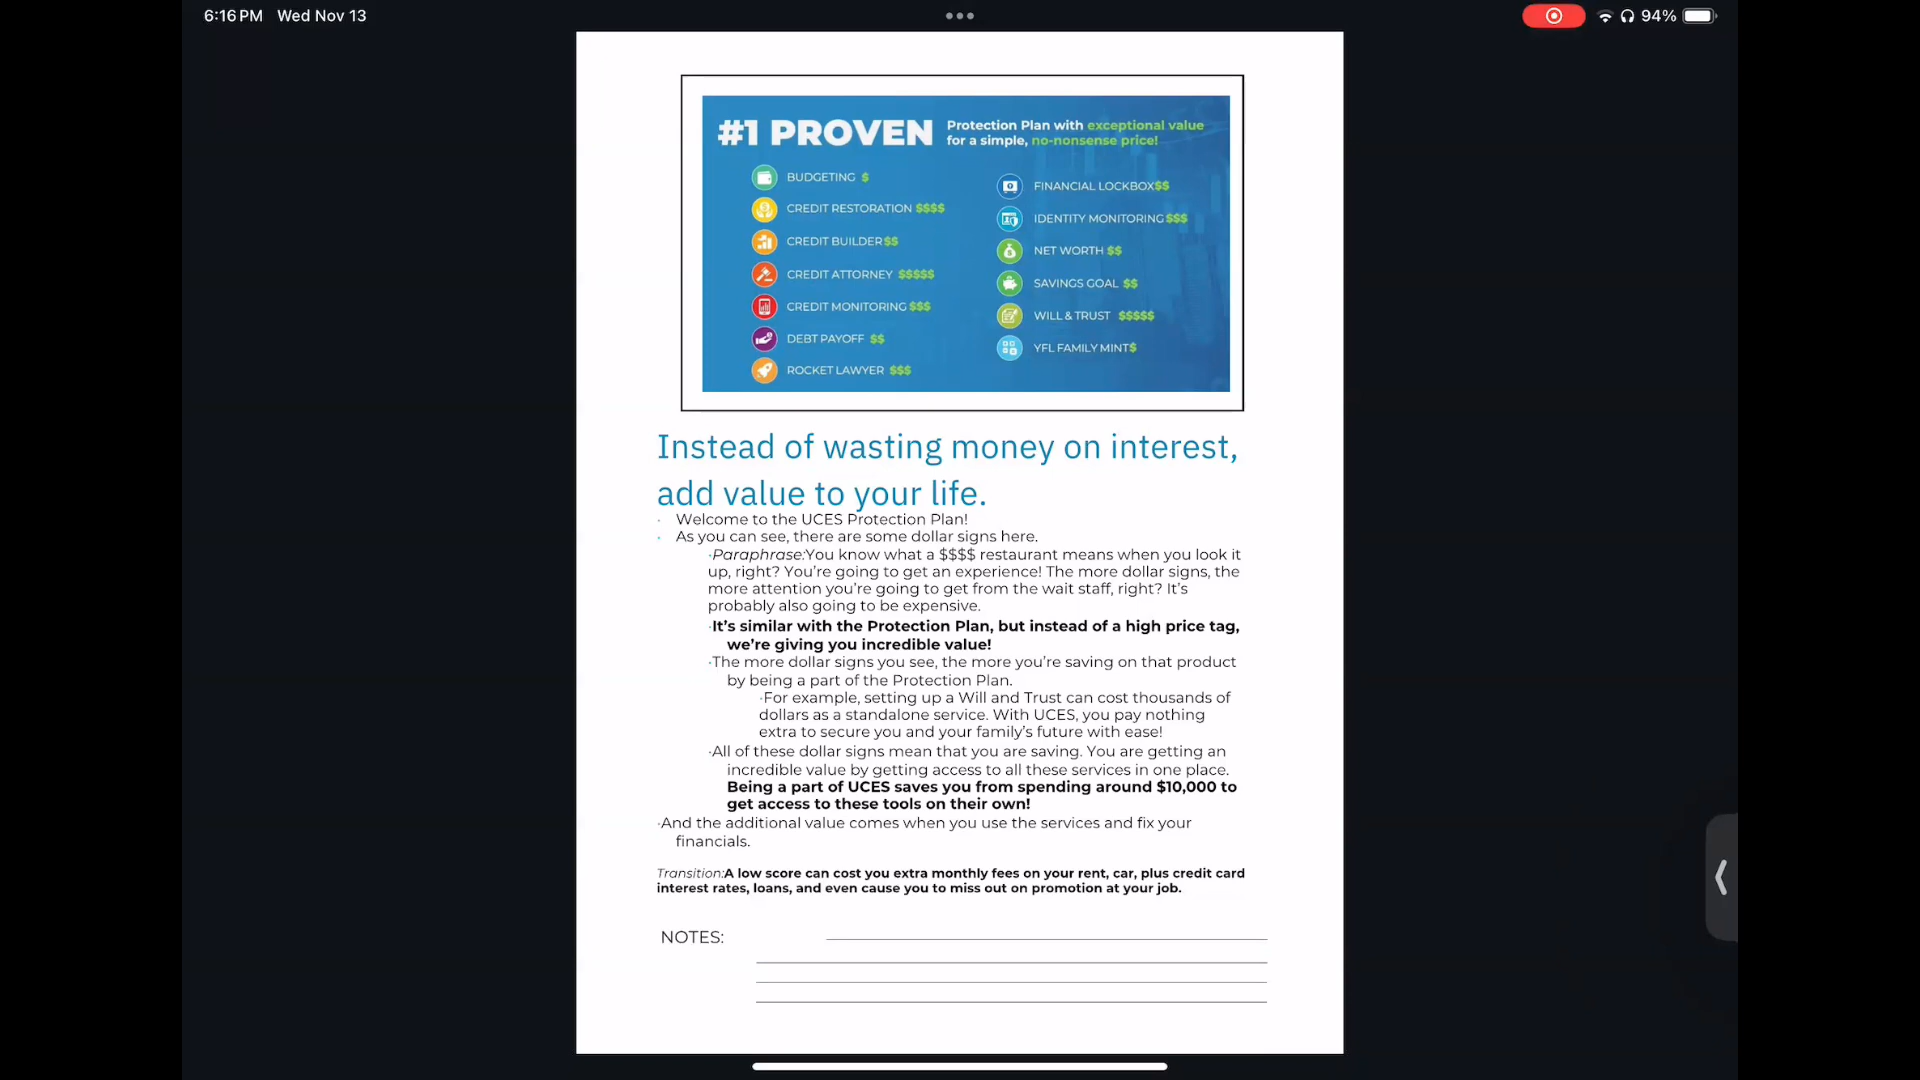 6:16 PM Wed Nov 13
94%
#1 PROVEN
Protection Plan with exceptional value
for a simple, no-nonsense price!
BUDGETING $
CREDIT RESTORATION $$$$
CREDIT BUILDER $$
CREDIT ATTORNEY $$$$$
CREDIT MONITORING $$$
DEBT PAYOFF $$
ROCKET LAWYER $$$
FINANCIAL LOCKBOX$$
IDENTITY MONITORING $$$
NET WORTH $$
SAVINGS GOAL $$
WILL & TRUST $$$$$
YFL FAMILY MINT$
Instead of wasting money on interest,
add value to your life.
· Welcome to the UCES Protection Plan!
· As you can see, there are some dollar signs here.
·Paraphrase:You know what a $$$$ restaurant means when you look it
up, right? You're going to get an experience! The more dollar signs, the
more attention you're going to get from the wait staff, right? It's
probably also going to be expensive.
·It's similar with the Protection Plan, but instead of a high price tag,
we're giving you incredible value!
·The more dollar signs you see, the more you're saving on that product
by being a part of the Protection Plan.
·For example, setting up a Will and Trust can cost thousands of
dollars as a standalone service. With UCES, you pay nothing
extra to secure you and your family's future with ease!
·All of these dollar signs mean that you are saving. You are getting an
incredible value by getting access to all these services in one place.
Being a part of UCES saves you from spending around $10,000 to
get access to these tools on their own!
·And the additional value comes when you use the services and fix your
financials.
Transition:A low score can cost you extra monthly fees on your rent, car, plus credit card
interest rates, loans, and even cause you to miss out on promotion at your job.
NOTES: